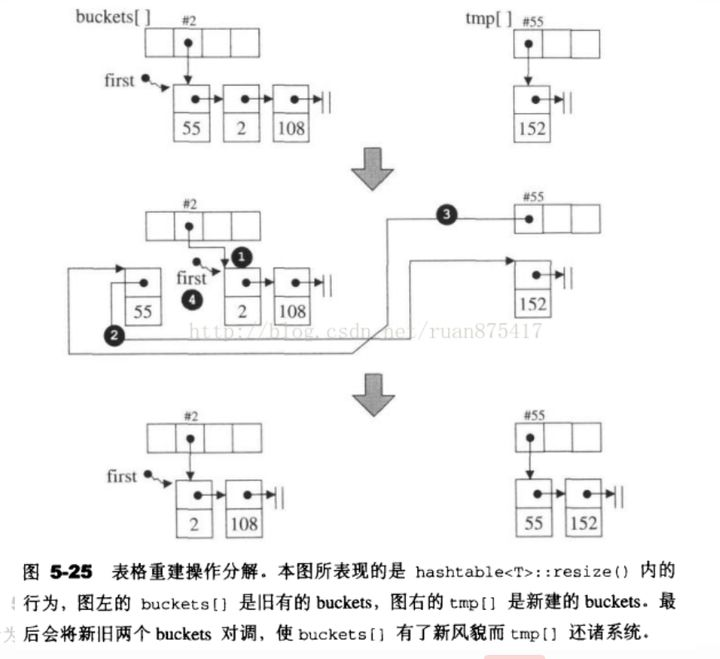 buckets[ ]
tmp[ ]
#2
#55
first
55
2
108
152
#2
#55
3
1
first
4
55
2
108
152
2
http://blog.csdn.net/ruan875417
#2
#55
first
2
108
55
152
图 5-25 表格重建操作分解。本图所表现的是 hashtable<T>::resize() 内的
行为，图左的 buckets[] 是旧有的 buckets，图右的 tmp[] 是新建的 buckets。最
后会将新旧两个 buckets 对调，使 buckets[] 有了新风貌而 tmp[] 还诸系统。